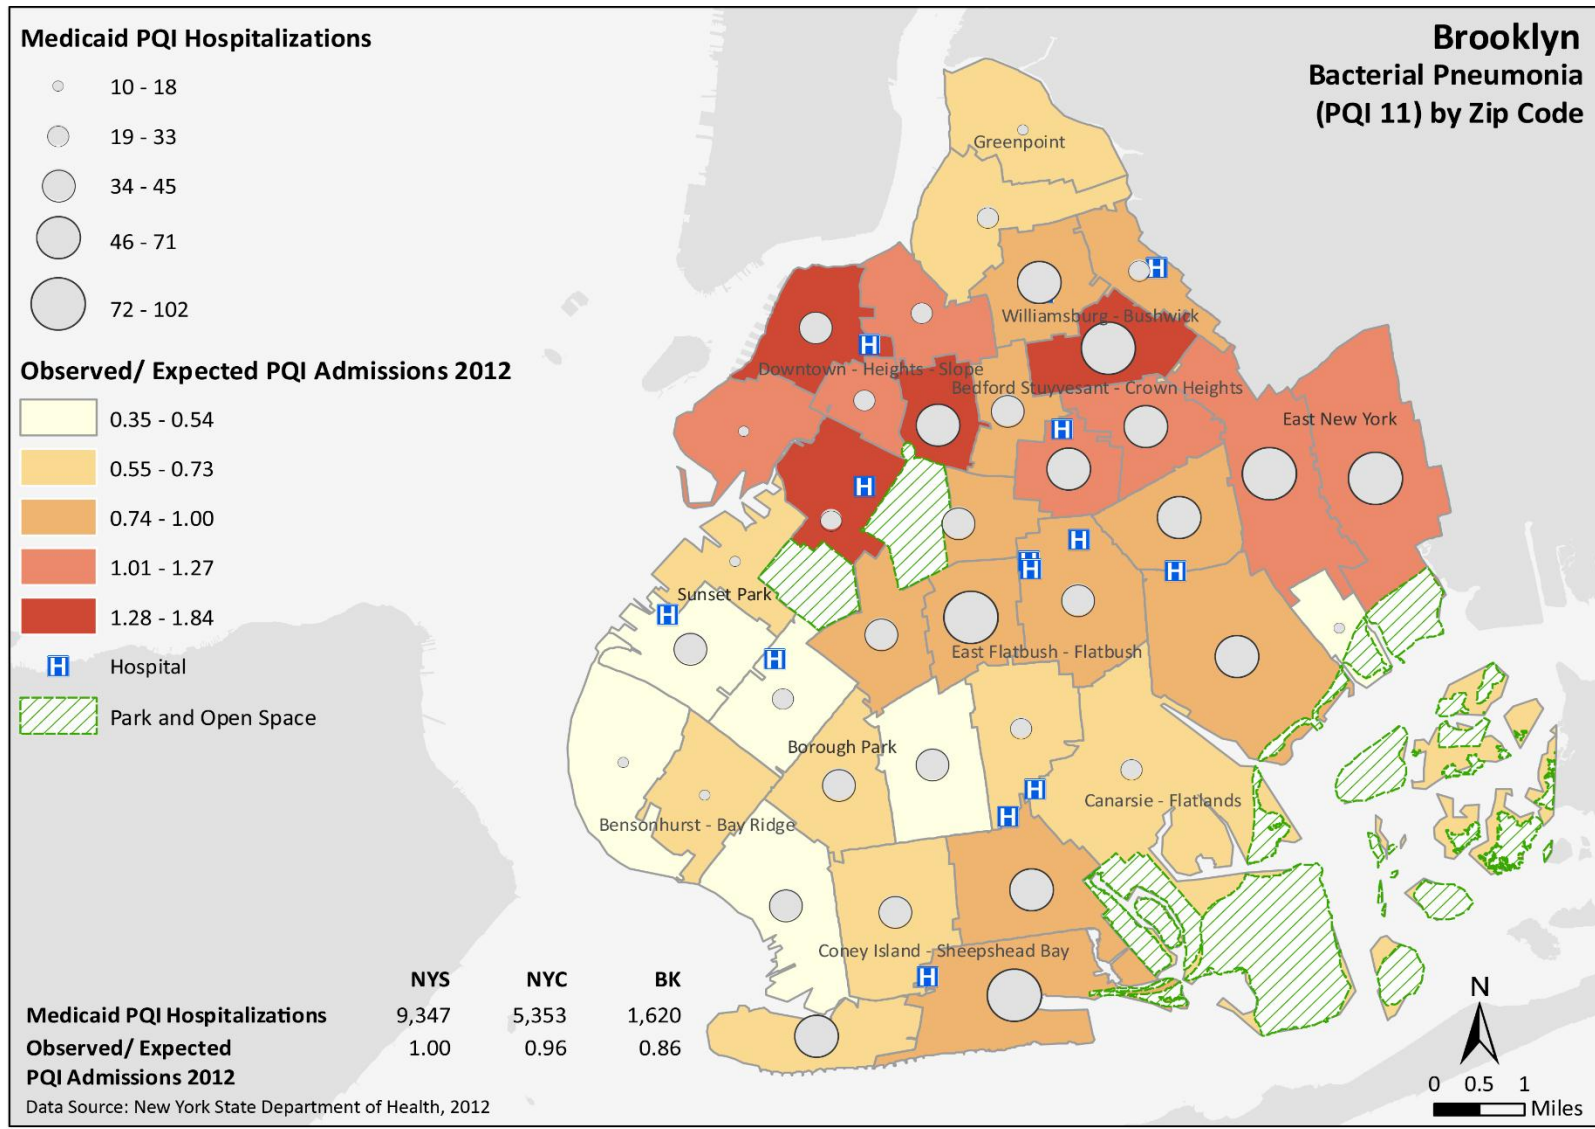 Medicaid PQI Hospitalizations
10 - 18
19 - 33
34 - 45
46 - 71
72 - 102
Observed/ Expected PQI Admissions 2012
0.35 - 0.54
0.55 - 0.73
0.74 - 1.00
1.01 - 1.27
1.28 - 1.84
H Hospital
Park and Open Space
Brooklyn
Bacterial Pneumonia
(PQI 11) by Zip Code
Greenpoint
H
Williamsburg - Bushwick
H
Downtown - Heights - Slope
Bedford Stuyvesant - Crown Heights
East New York
H
H
H
H
H
H
Sunset Park
H
East Flatbush - Flatbush
H
Borough Park
H
Canarsie - Flatlands
H
Bensonhurst - Bay Ridge
Coney Island - Sheepshead Bay
H
NYS NYC BK
Medicaid PQI Hospitalizations 9,347 5,353 1,620
Observed/ Expected 1.00 0.96 0.86
PQI Admissions 2012
Data Source: New York State Department of Health, 2012
N
0 0.5 1
Miles